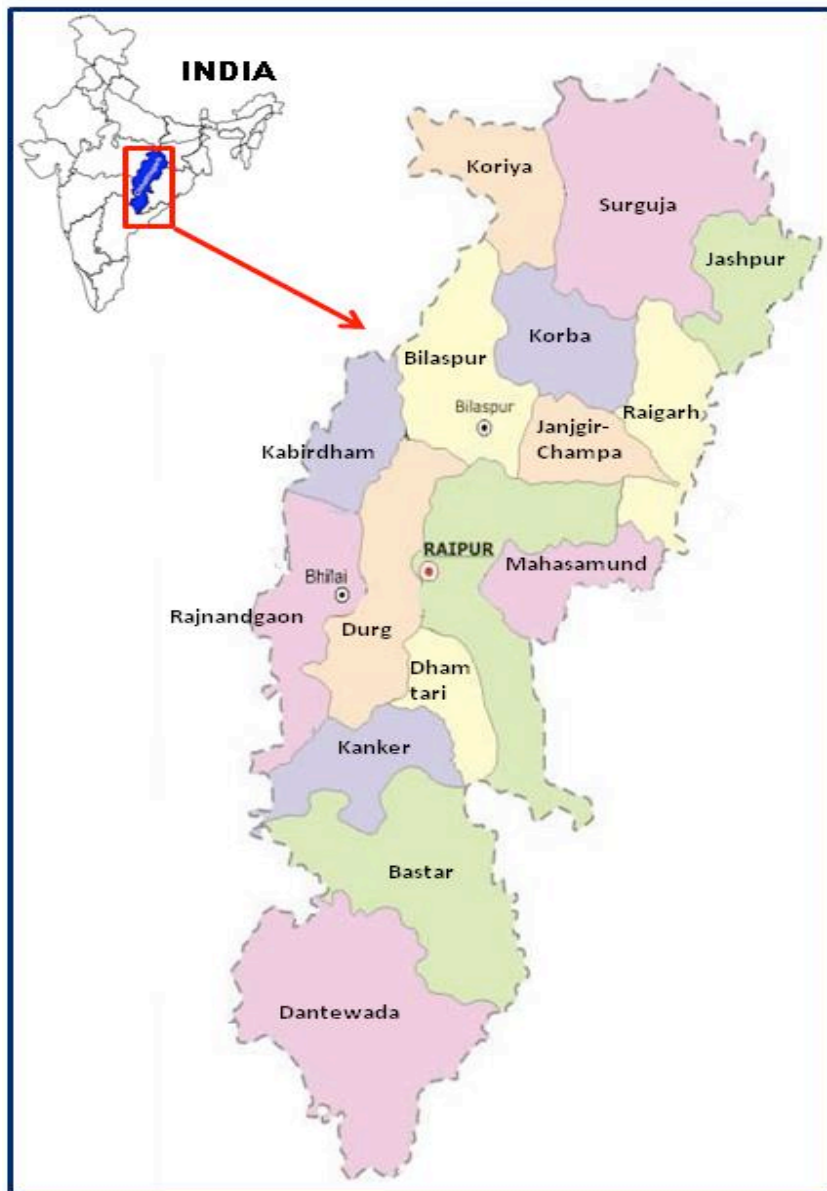 INDIA
Koriya
Surguja
Jashpur
Bilaspur
Korba
Bilaspur
Janjgir-
Champa
Raigarh
Kabirdham
RAIPUR
Mahasamund
Bhilai
Rajnandgaon
Durg
Dham
tari
Kanker
Bastar
Dantewada